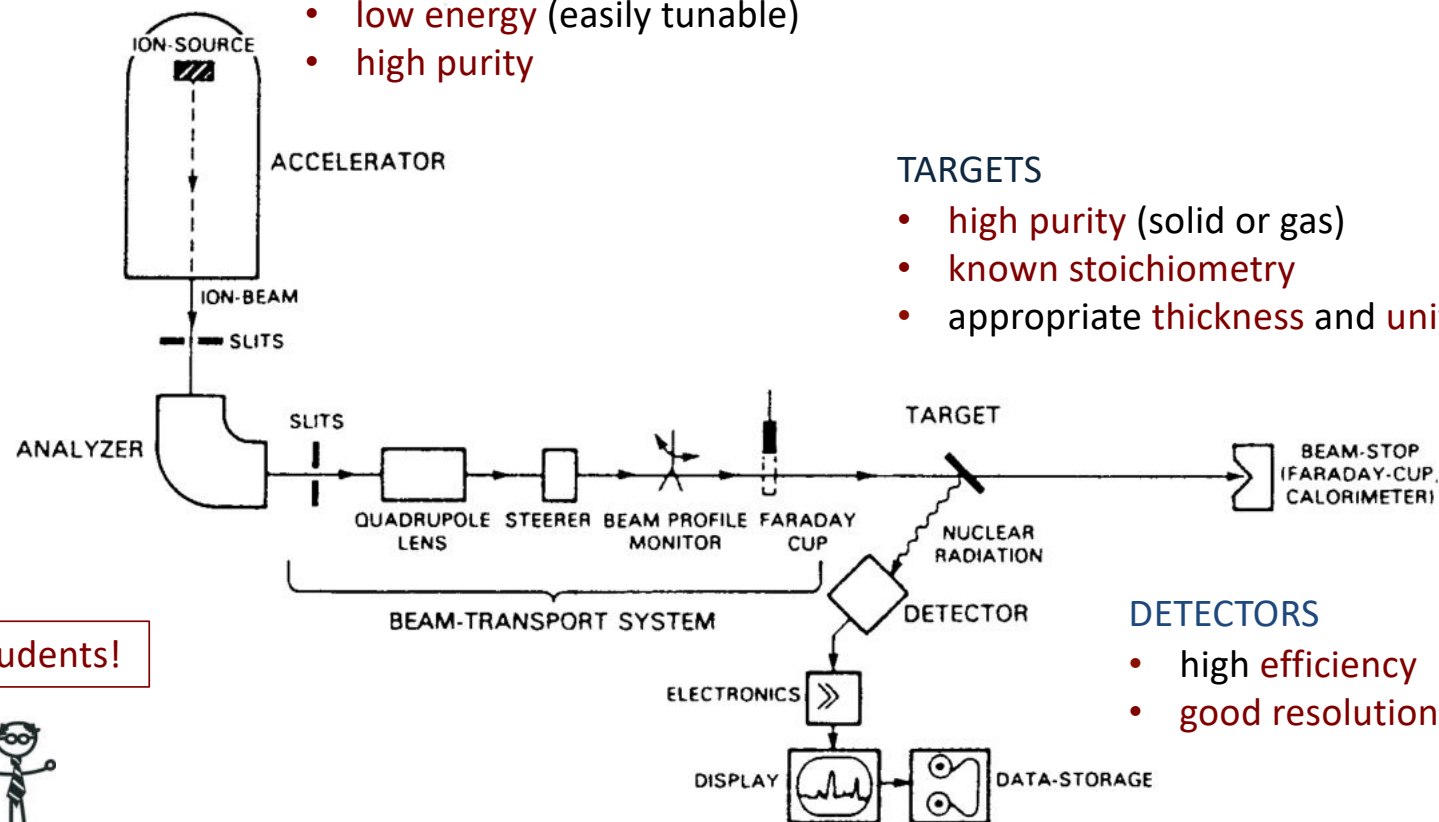 • low energy (easily tunable)
• high purity
ION-SOURCE
ACCELERATOR
ION-BEAM
SLITS
TARGETS
• high purity (solid or gas)
• known stoichiometry
• appropriate thickness and
ANALYZER
SLITS
QUADRUPOLE
LENS
STEERER
BEAM PROFILE
MONITOR
FARADAY
CUP
BEAM-TRANSPORT SYSTEM
TARGET
NUCLEAR
RADIATION
BEAM-STOP
(FARADAY-CUP,
CALORIMETER)
DETECTOR
DETECTORS
• high efficiency
• good resolution
ELECTRONICS
DISPLAY
DATA-STORAGE